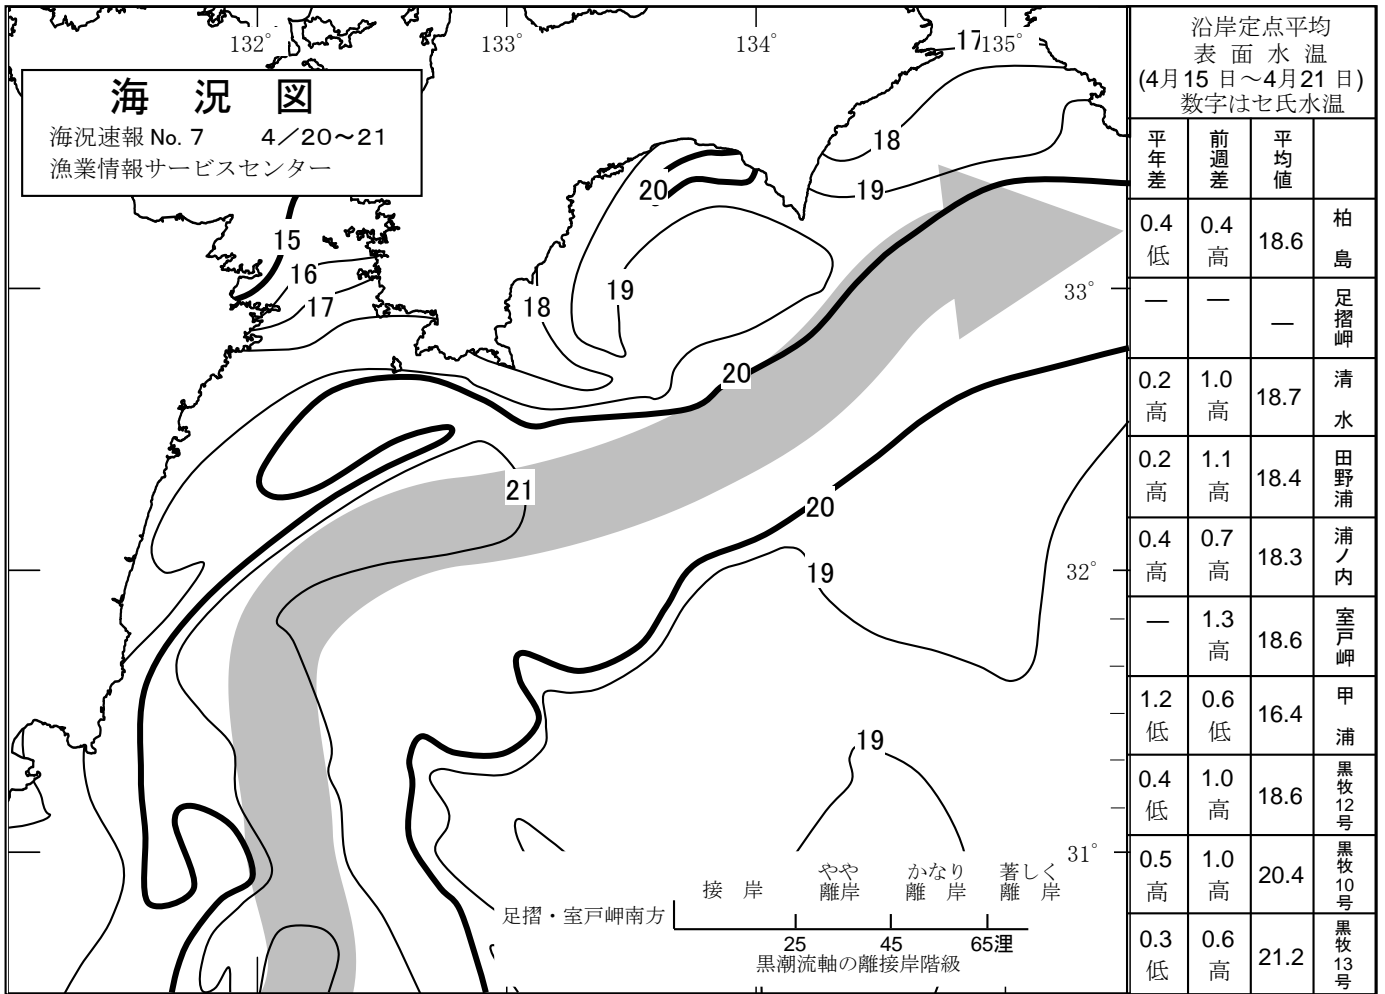 海 況 図
海況速報 No. 7 4/20~21
漁業情報サービスセンター
132°
133°
134°
135°
17
18
19
20
15
16
17
18
19
33°
20
21
20
19
32°
19
31°
接 岸
やや離岸
かなり離 岸
著しく離 岸
足摺・室戸岬南方
25 45 65浬
黒潮流軸の離接岸階級
沿岸定点平均
表 面 水 温
(4月15 日~4月21 日)
数字はセ氏水温
平年差 前週差 平均値
0.4低 0.4高 18.6 柏島
— — — 足摺岬
0.2高 1.0高 18.7 清水
0.2高 1.1高 18.4 田野浦
0.4高 0.7高 18.3 浦ノ内
— 1.3高 18.6 室戸岬
1.2低 0.6低 16.4 甲浦
0.4低 1.0高 18.6 黒牧12号
0.5高 1.0高 20.4 黒牧10号
0.3低 0.6高 21.2 黒牧13号